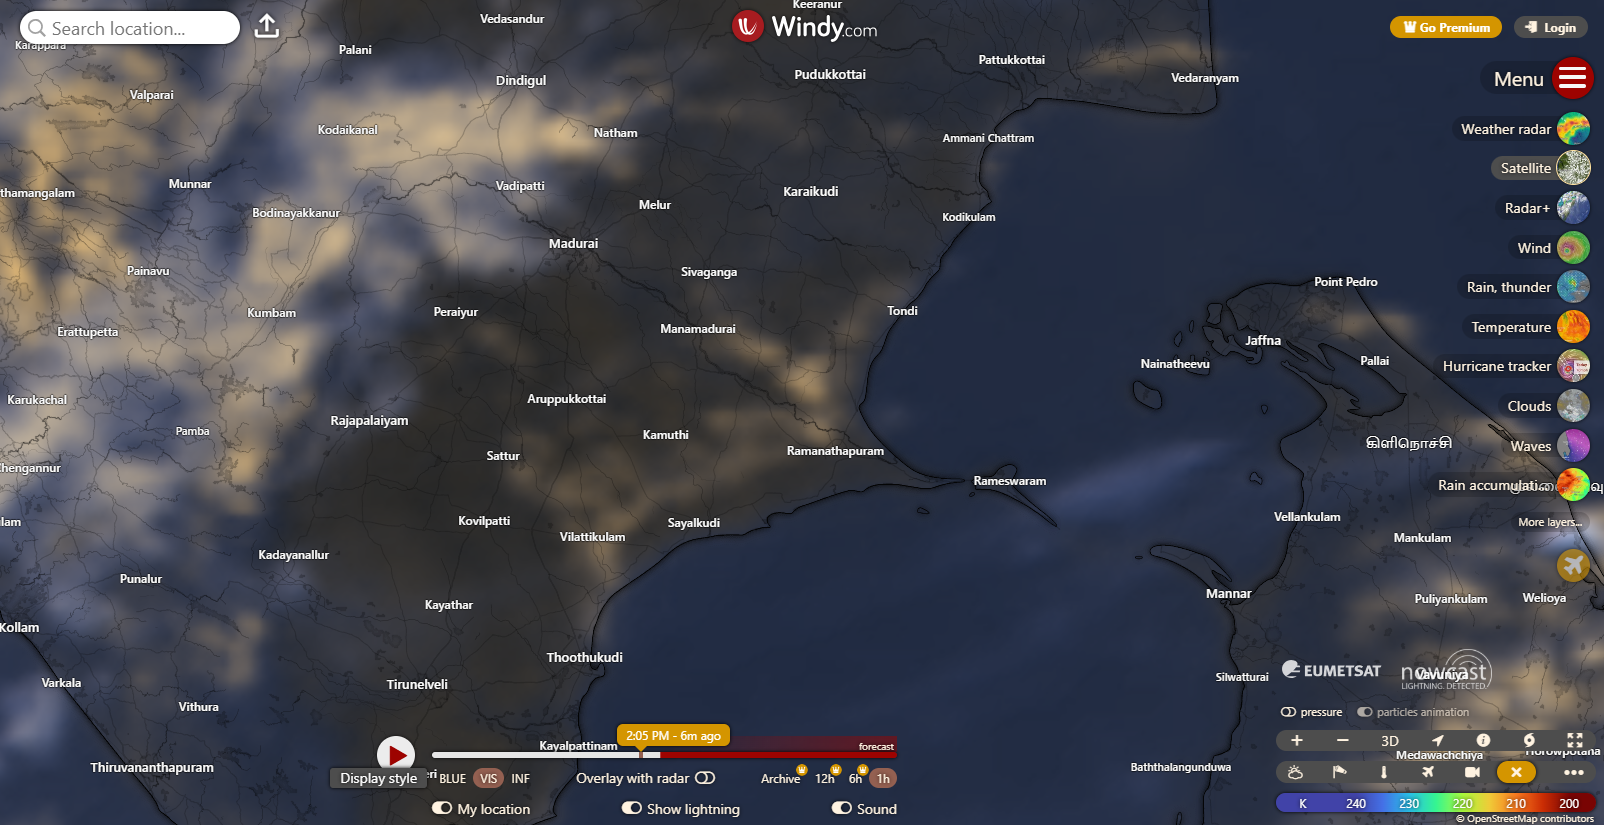 Search location...
Keeranur
Vedasandur
Windy.com
Go Premium
Login
Karappara
Palani
Pattukkottai
Dindigul
Pudukkottai
Vedaranyam
Menu
Valparai
Kodaikanal
Natham
Ammani Chattram
Weather radar
Munnar
Vadipatti
Karaikudi
Satellite
thamangalam
Bodinayakkanur
Melur
Kodikulam
Radar+
Madurai
Wind
Painavu
Sivaganga
Point Pedro
Rain, thunder
Kumbam
Peraiyur
Tondi
Erattupetta
Manamadurai
Jaffna
Temperature
Nainatheevu
Pallai
Hurricane tracker
Karukachal
Aruppukkottai
Clouds
Pamba
Rajapalaiyam
Kamuthi
கிளிநொச்சி
Waves
Chengannur
Sattur
Ramanathapuram
Rameswaram
Rain accumulati...
lam
Kovilpatti
Sayalkudi
Vellankulam
More layers...
Vilattikulam
Mankulam
Kadayanallur
Punalur
Mannar
Puliyankulam
Welioya
Kayathar
Kollam
Thoothukudi
Silwatturai
EUMETSAT
nowcast
Vavuniya
LIGHTNING. DETECTED.
Varkala
Tirunelveli
Vithura
pressure
particles animation
2:05 PM - 6m ago
Kayalpattinam
forecast
3D
Medawachchiya
Horowpotana
Thiruvananthapuram
Baththalangunduwa
Display style
eri
BLUE
VIS
INF
Overlay with radar
Archive
12h
6h
1h
My location
Show lightning
Sound
K 240 230 220 210 200
© OpenStreetMap contributors